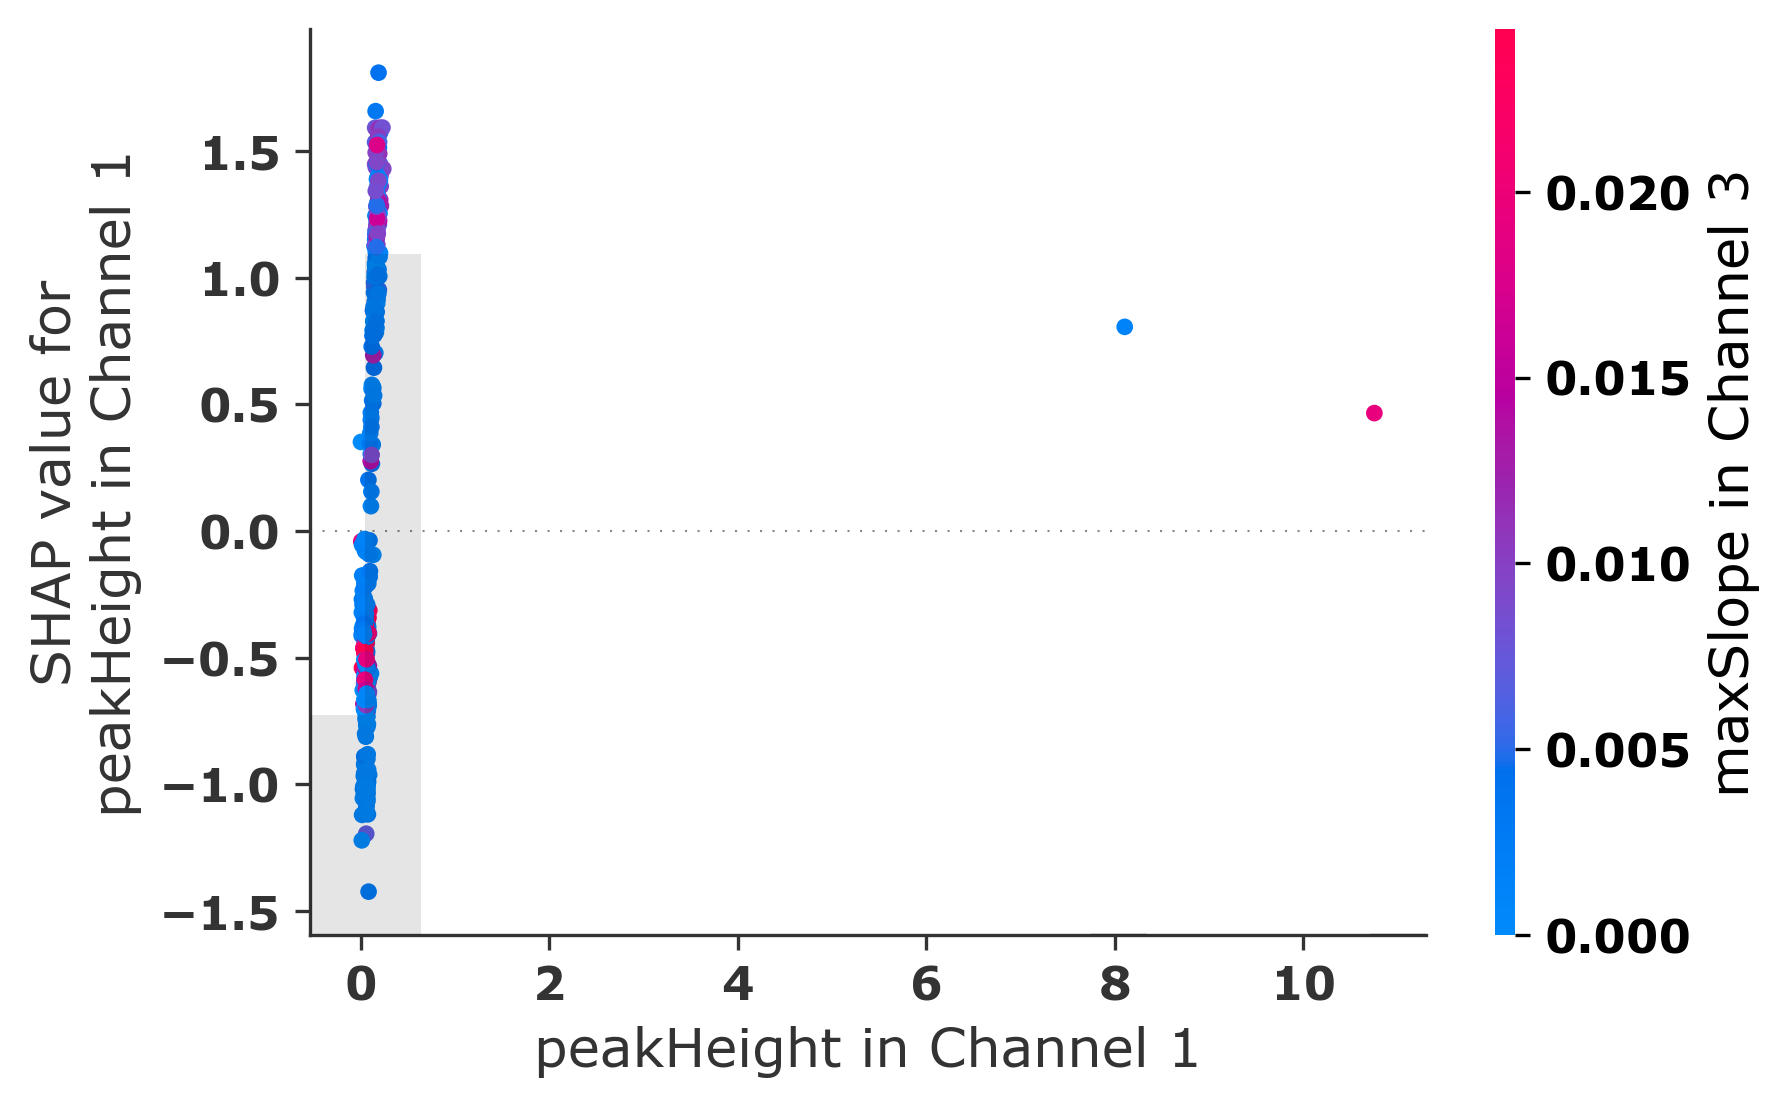 SHAP value for
peakHeight in Channel 1
1.5
1.0
0.5
0.0
−0.5
−1.0
−1.5
0 2 4 6 8 10
peakHeight in Channel 1
0.020
0.015
0.010
0.005
0.000
maxSlope in Channel 3